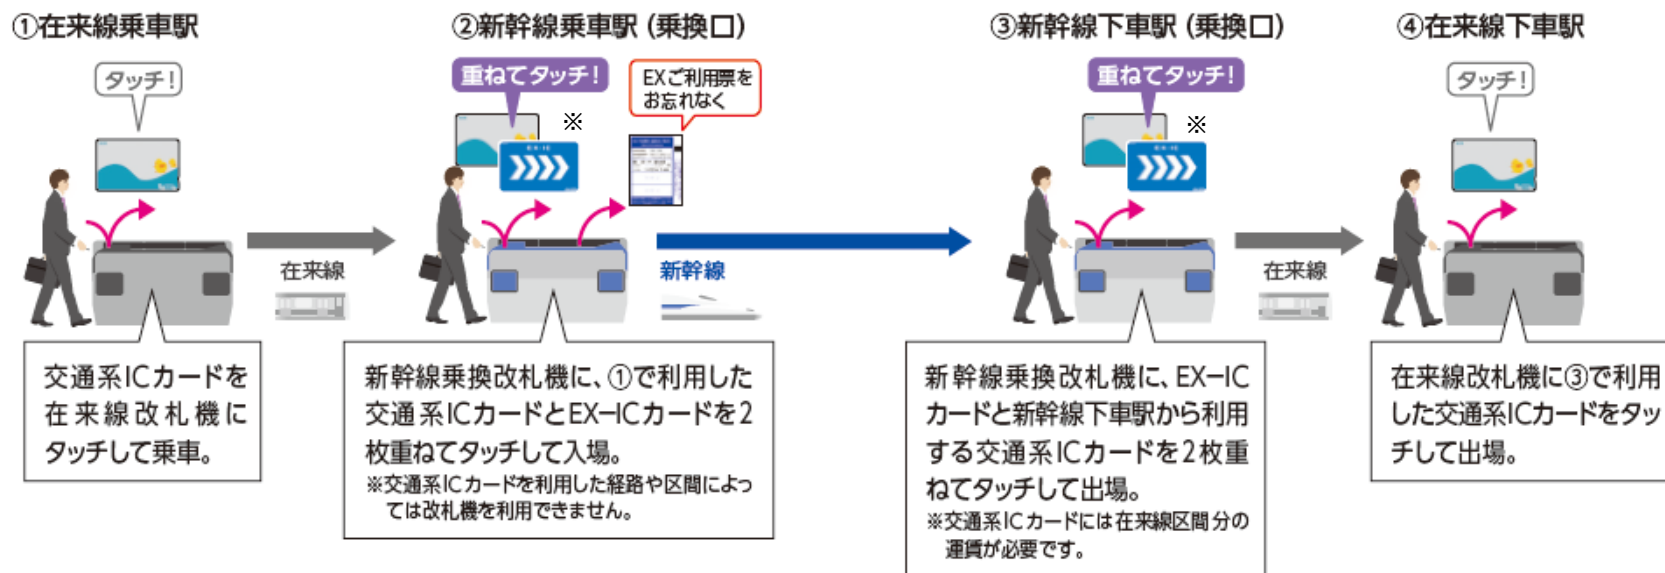 ①在来線乗車駅
タッチ!
在来線
交通系ICカードを
在来線改札機に
タッチして乗車。
②新幹線乗車駅(乗換口)
重ねてタッチ!
※
EXご利用票を
お忘れなく
EX-IC
新幹線
新幹線乗換改札機に、①で利用した
交通系ICカードとEX-ICカードを2
枚重ねてタッチして入場。
※交通系ICカードを利用した経路や区間によっ
ては改札機を利用できません。
③新幹線下車駅(乗換口)
重ねてタッチ!
※
EX-IC
在来線
新幹線乗換改札機に、EX-IC
カードと新幹線下車駅から利用
する交通系ICカードを2枚重
ねてタッチして出場。
※交通系ICカードには在来線区間分の
運賃が必要です。
④在来線下車駅
タッチ!
在来線改札機に③で利用
した交通系ICカードをタッ
チして出場。